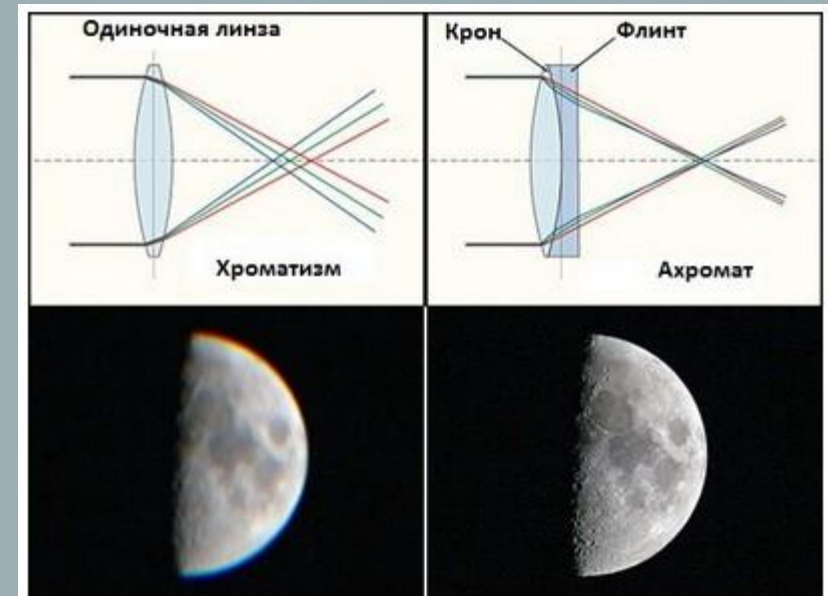 Одиночная линза
Хроматизм
Крон
Флинт
Ахромат